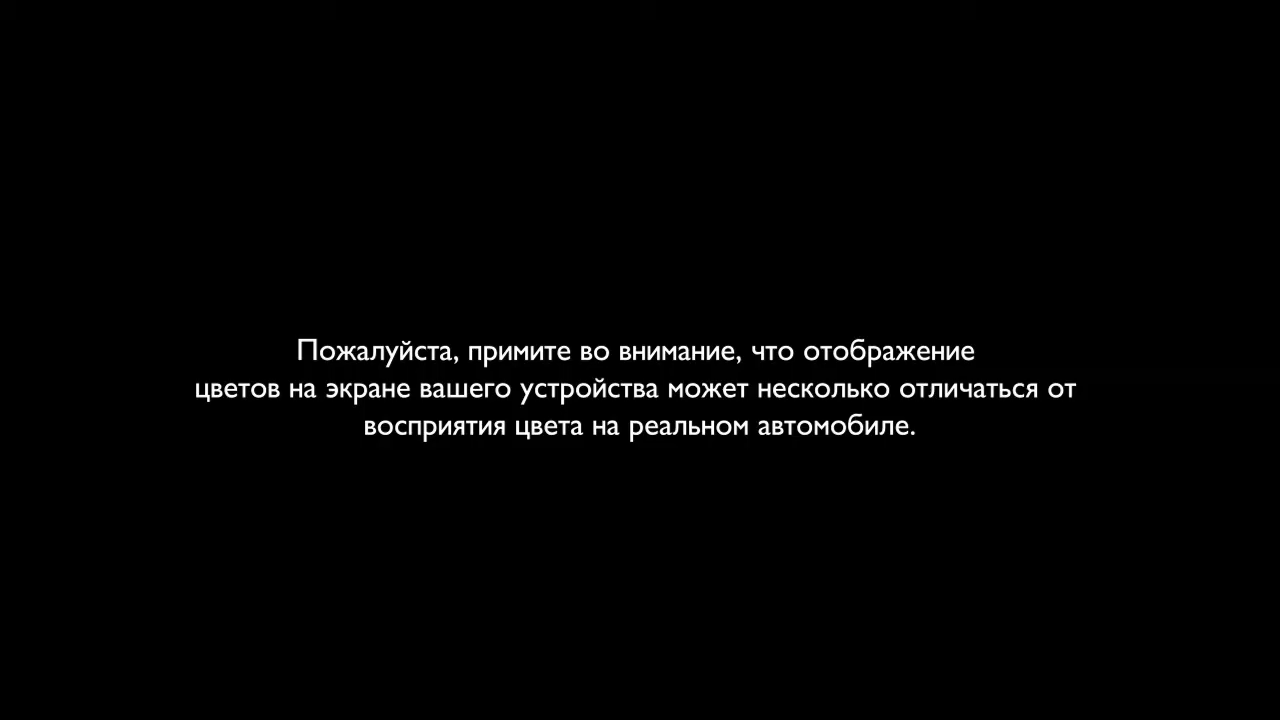 Пожалуйста, примите во внимание, что отображение
цветов на экране вашего устройства может несколько отличаться от
восприятия цвета на реальном автомобиле.